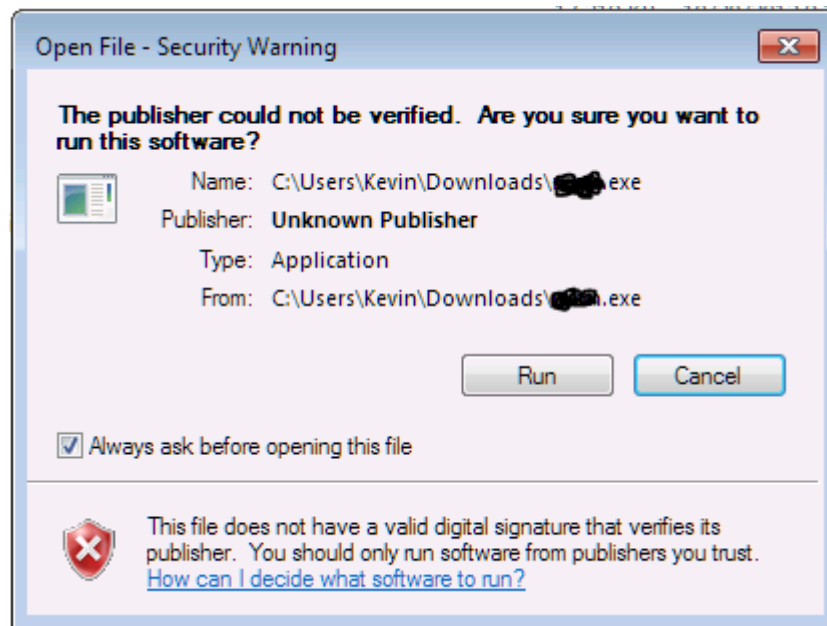 Open File - Security Warning
The publisher could not be verified.  Are you sure you want to
run this software?
Name: C:\Users\Kevin\Downloads\ .exe
Publisher: Unknown Publisher
Type: Application
From: C:\Users\Kevin\Downloads\ .exe
Run Cancel
Always ask before opening this file
This file does not have a valid digital signature that verifies its
publisher.  You should only run software from publishers you trust.
How can I decide what software to run?